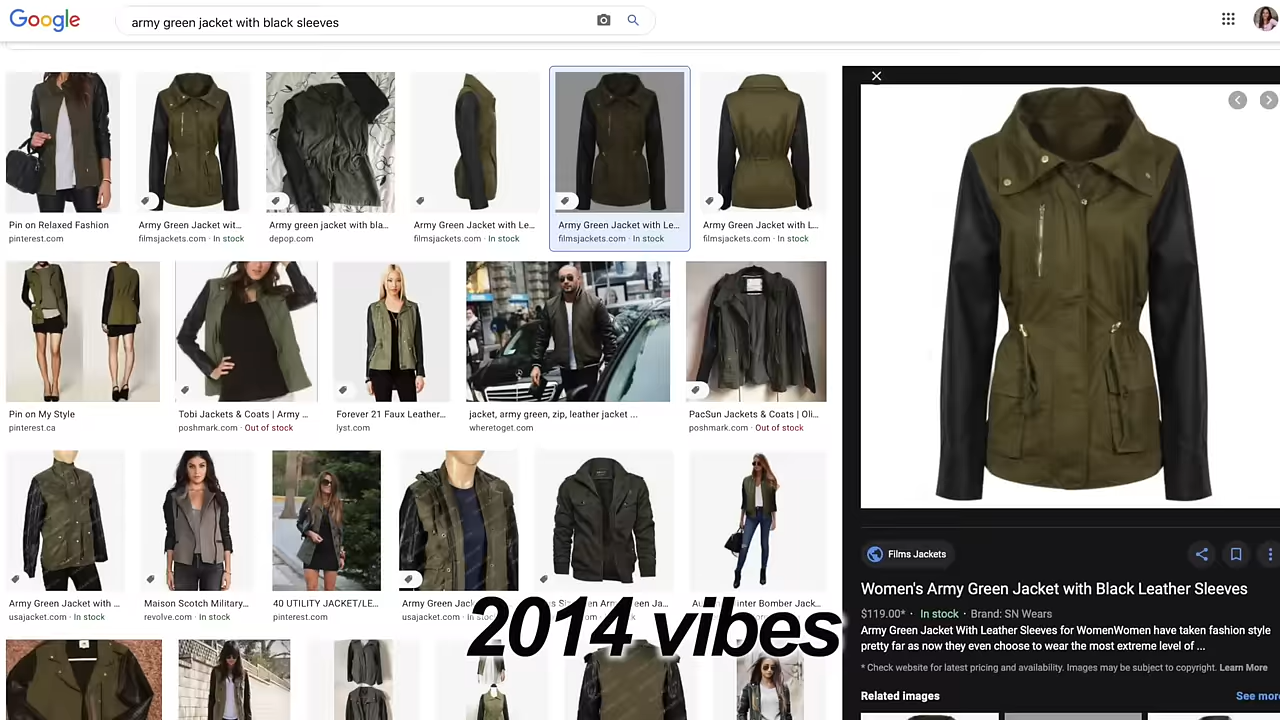 Google
army green jacket with black sleeves
Pin on Relaxed Fashion
pinterest.com
Army Green Jacket wit...
filmsjackets.com · In stock
Army green jacket with bla...
depop.com
Army Green Jacket with Le...
filmsjackets.com · In stock
Army Green Jacket with Le...
filmsjackets.com · In stock
Army Green Jacket with L...
filmsjackets.com · In stock
Pin on My Style
pinterest.ca
Tobi Jackets & Coats | Army ...
poshmark.com · Out of stock
Forever 21 Faux Leather...
lyst.com
jacket, army green, zip, leather jacket ...
wheretoget.com
PacSun Jackets & Coats | Oli...
poshmark.com · Out of stock
Army Green Jacket with ...
usajacket.com · In stock
Maison Scotch Military...
revolve.com · In stock
40 UTILITY JACKET/LE...
pinterest.com
Army Green Jac
usajacket.com · In
2014 vibes
Films Jackets
Women's Army Green Jacket with Black Leather Sleeves
$119.00* · In stock · Brand: SN Wears
Army Green Jacket With Leather Sleeves for WomenWomen have taken fashion style
pretty far as now they even choose to wear the most extreme level of ...
* Check website for latest pricing and availability. Images may be subject to copyright. Learn More
Related images
See more